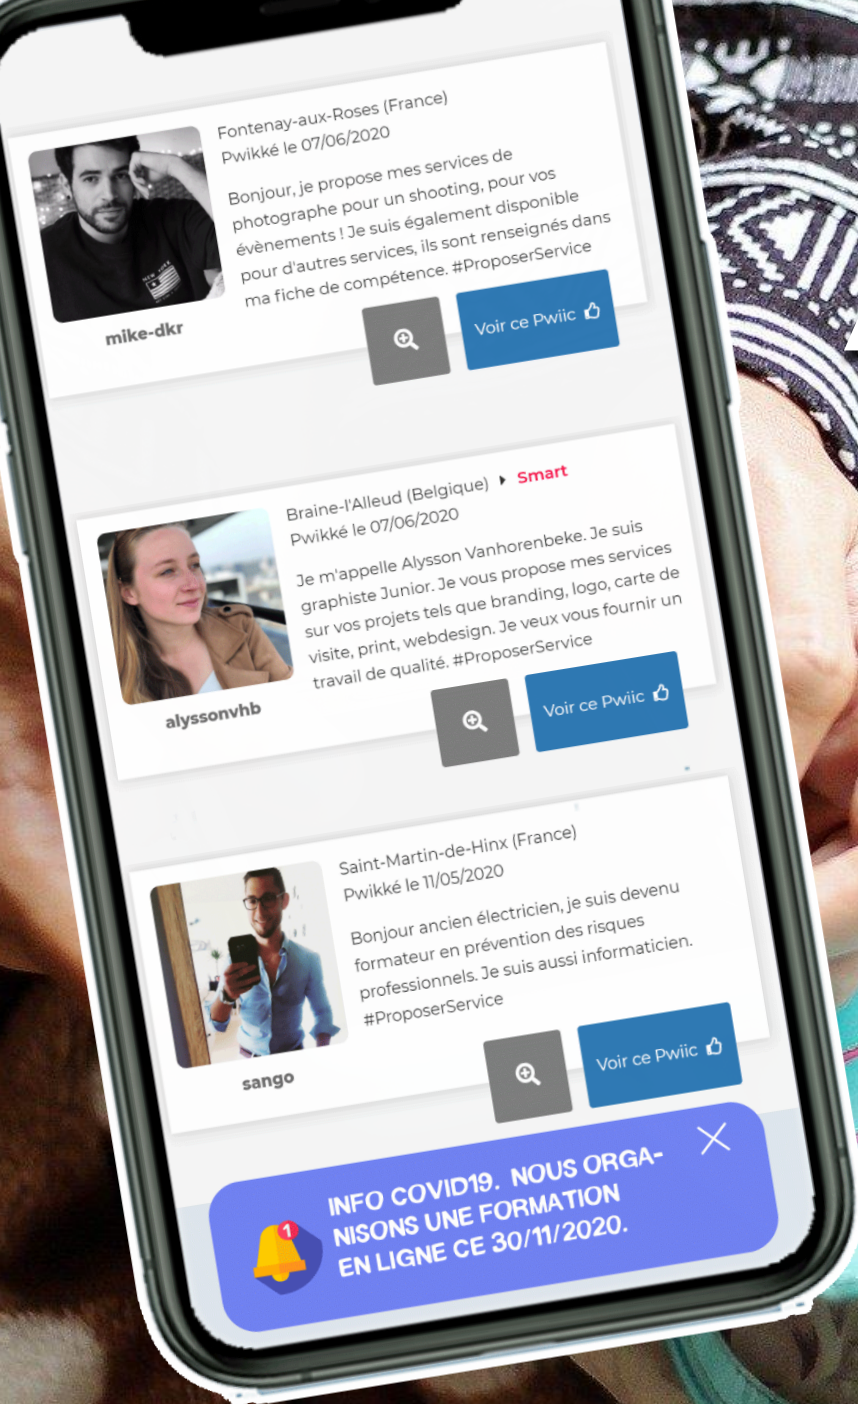 Fontenay-aux-Roses (France)
Pwikké le 07/06/2020
Bonjour, je propose mes services de
photographe pour un shooting, pour vos
évènements ! Je suis également disponible
pour d'autres services, ils sont renseignés dans
ma fiche de compétence. #ProposerService
mike-dkr
Voir ce Pwiic
Braine-l'Alleud (Belgique) Smart
Pwikké le 07/06/2020
Je m'appelle Alysson Vanhorenbeke. Je suis
graphiste Junior. Je vous propose mes services
sur vos projets tels que branding, logo, carte de
visite, print, webdesign. Je veux vous fournir un
travail de qualité. #ProposerService
alyssonvhb
Voir ce Pwiic
Saint-Martin-de-Hinx (France)
Pwikké le 11/05/2020
Bonjour ancien électricien, je suis devenu
formateur en prévention des risques
professionnels. Je suis aussi informaticien.
#ProposerService
sango
Voir ce Pwiic
INFO COVID19. NOUS ORGA-
NISONS UNE FORMATION
EN LIGNE CE 30/11/2020.
1